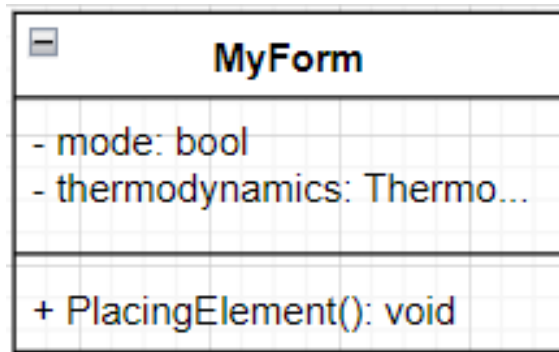 MyForm
- mode: bool
- thermodynamics: Thermo...
+ PlacingElement(): void